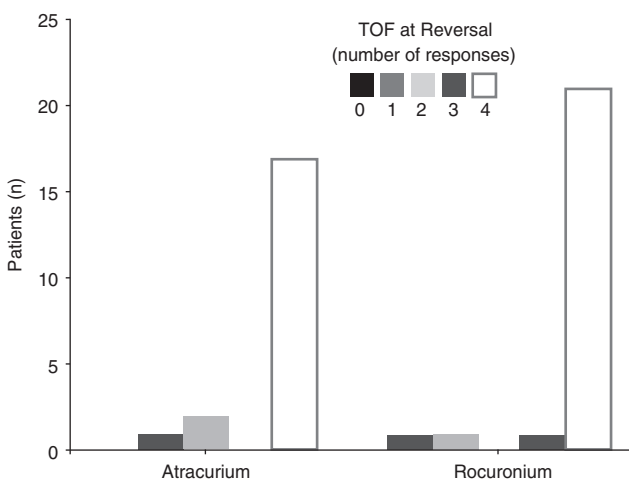 TOF at Reversal
(number of responses)
0 1 2 3 4
Patients (n)
25
20
15
10
5
0
Atracurium Rocuronium